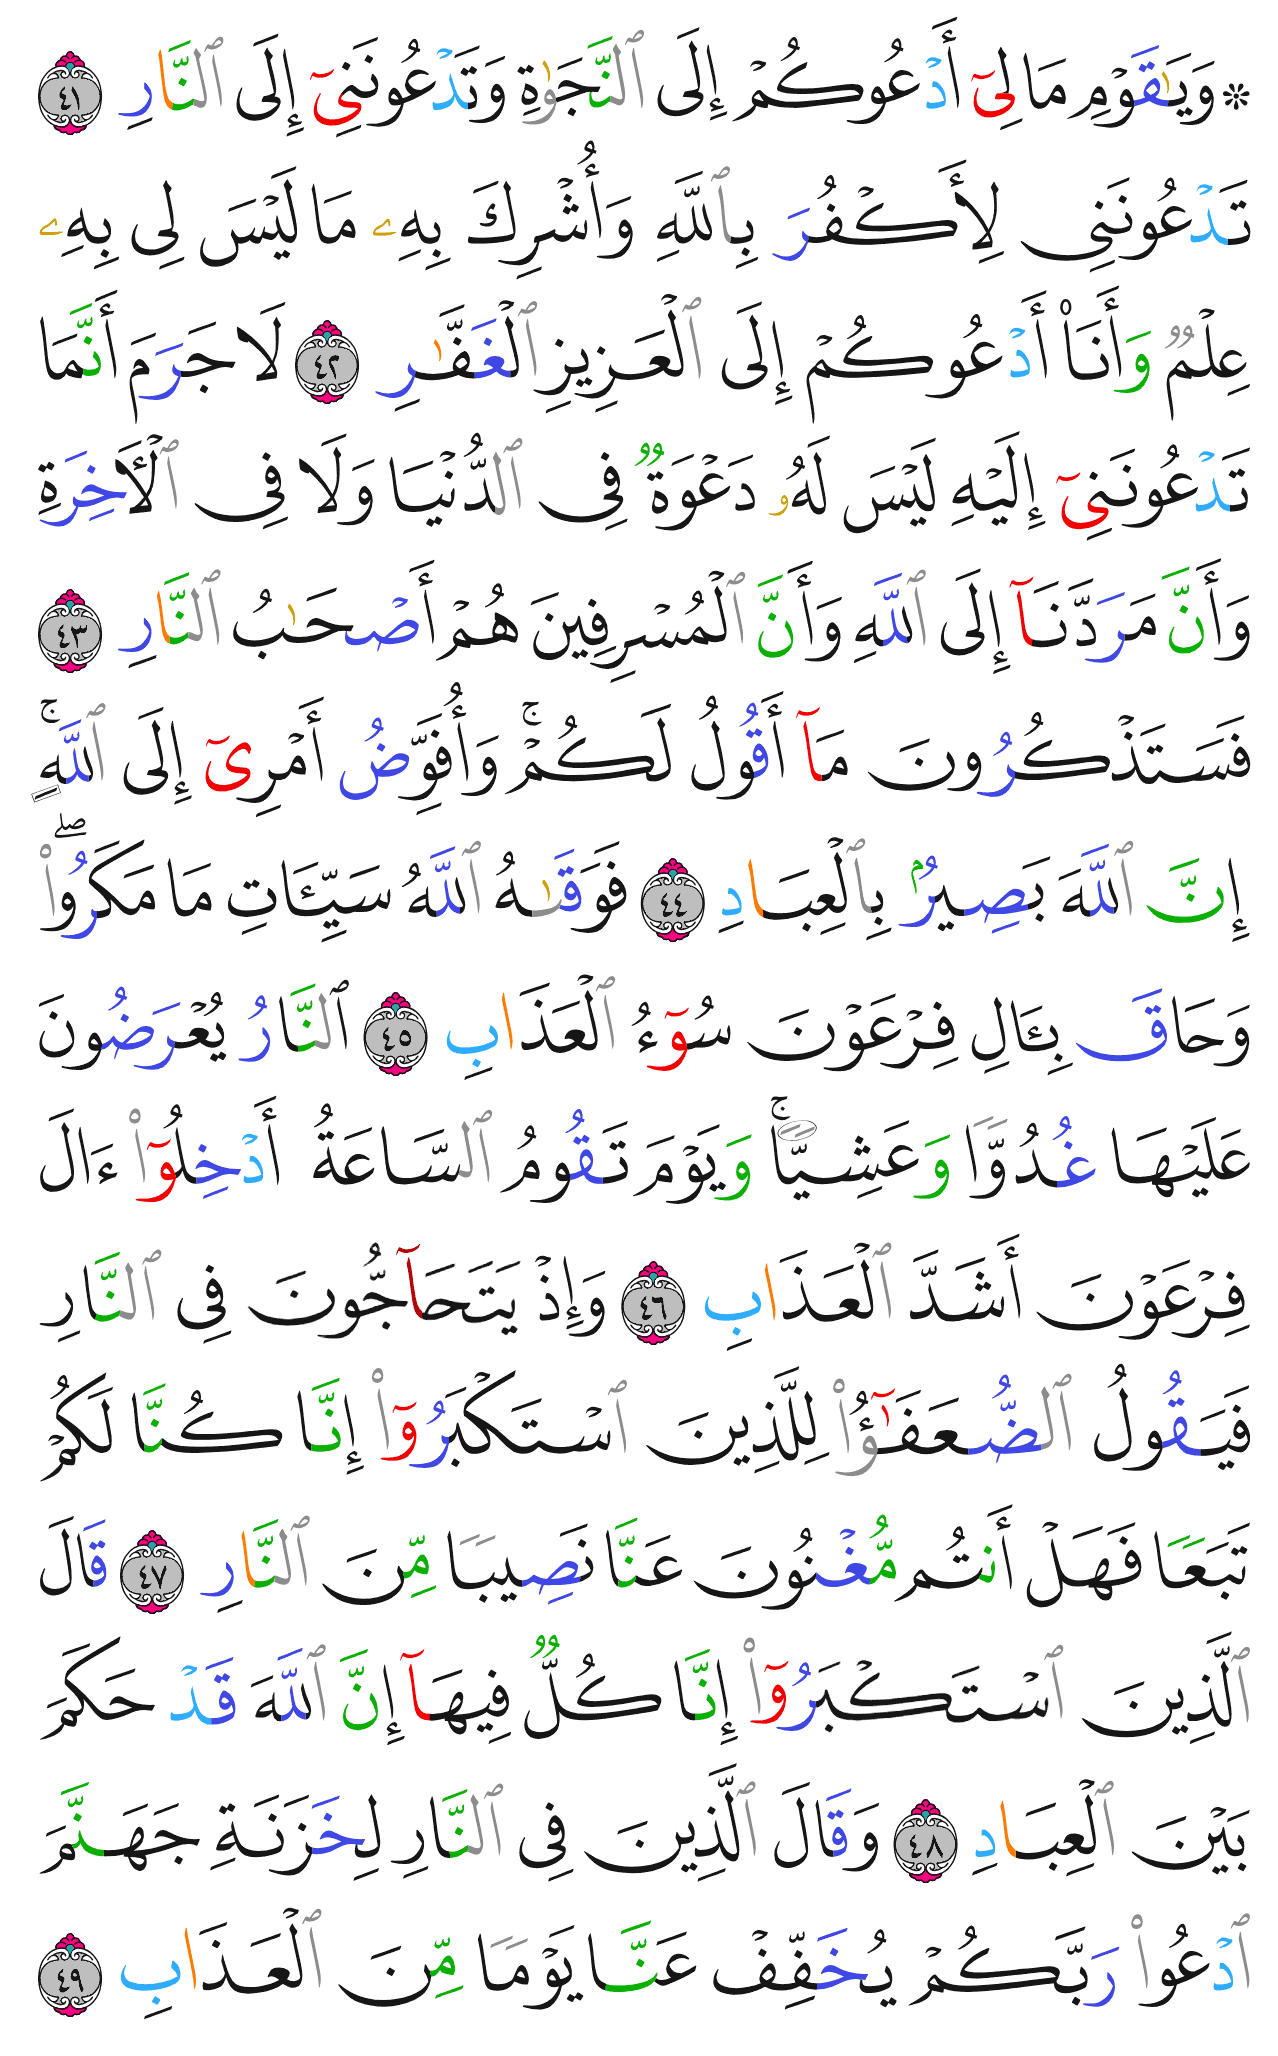 ۞ وَيَـٰقَوْمِ مَا لِىٓ أَدْعُوكُمْ إِلَى ٱلنَّجَوٰةِ وَتَدْعُونَنِىٓ إِلَى ٱلنَّارِ ٤١
تَدْعُونَنِى لِأَكْفُرَ بِٱللَّهِ وَأُشْرِكَ بِهِۦ مَا لَيْسَ لِى بِهِۦ
عِلْمٌ وَأَنَا۠ أَدْعُوكُمْ إِلَى ٱلْعَزِيزِ ٱلْغَفَّـٰرِ ٤٢ لَا جَرَمَ أَنَّمَا
تَدْعُونَنِىٓ إِلَيْهِ لَيْسَ لَهُۥ دَعْوَةٌ فِى ٱلدُّنْيَا وَلَا فِى ٱلْأَخِرَةِ
وَأَنَّ مَرَدَّنَآ إِلَى ٱللَّهِ وَأَنَّ ٱلْمُسْرِفِينَ هُمْ أَصْحَـٰبُ ٱلنَّارِ ٤٣
فَسَتَذْكُرُونَ مَآ أَقُولُ لَكُمْ ۚ وَأُفَوِّضُ أَمْرِىٓ إِلَى ٱللَّهِ ۚ
إِنَّ ٱللَّهَ بَصِيرٌۢ بِٱلْعِبَادِ ٤٤ فَوَقَىٰهُ ٱللَّهُ سَيِّـَٔاتِ مَا مَكَرُوا۟ ۖ
وَحَاقَ بِـَٔالِ فِرْعَوْنَ سُوٓءُ ٱلْعَذَابِ ٤٥ ٱلنَّارُ يُعْرَضُونَ
عَلَيْهَا غُدُوًّا وَعَشِيًّا ۚ وَيَوْمَ تَقُومُ ٱلسَّاعَةُ أَدْخِلُوٓا۟ ءَالَ
فِرْعَوْنَ أَشَدَّ ٱلْعَذَابِ ٤٦ وَإِذْ يَتَحَآجُّونَ فِى ٱلنَّارِ
فَيَقُولُ ٱلضُّعَفَـٰٓؤُا۟ لِلَّذِينَ ٱسْتَكْبَرُوٓا۟ إِنَّا كُنَّا لَكُمْ
تَبَعًا فَهَلْ أَنتُم مُّغْنُونَ عَنَّا نَصِيبًا مِّنَ ٱلنَّارِ ٤٧ قَالَ
ٱلَّذِينَ ٱسْتَكْبَرُوٓا۟ إِنَّا كُلٌّ فِيهَآ إِنَّ ٱللَّهَ قَدْ حَكَمَ
بَيْنَ ٱلْعِبَادِ ٤٨ وَقَالَ ٱلَّذِينَ فِى ٱلنَّارِ لِخَزَنَةِ جَهَنَّمَ
ٱدْعُوا۟ رَبَّكُمْ يُخَفِّفْ عَنَّا يَوْمًا مِّنَ ٱلْعَذَابِ ٤٩